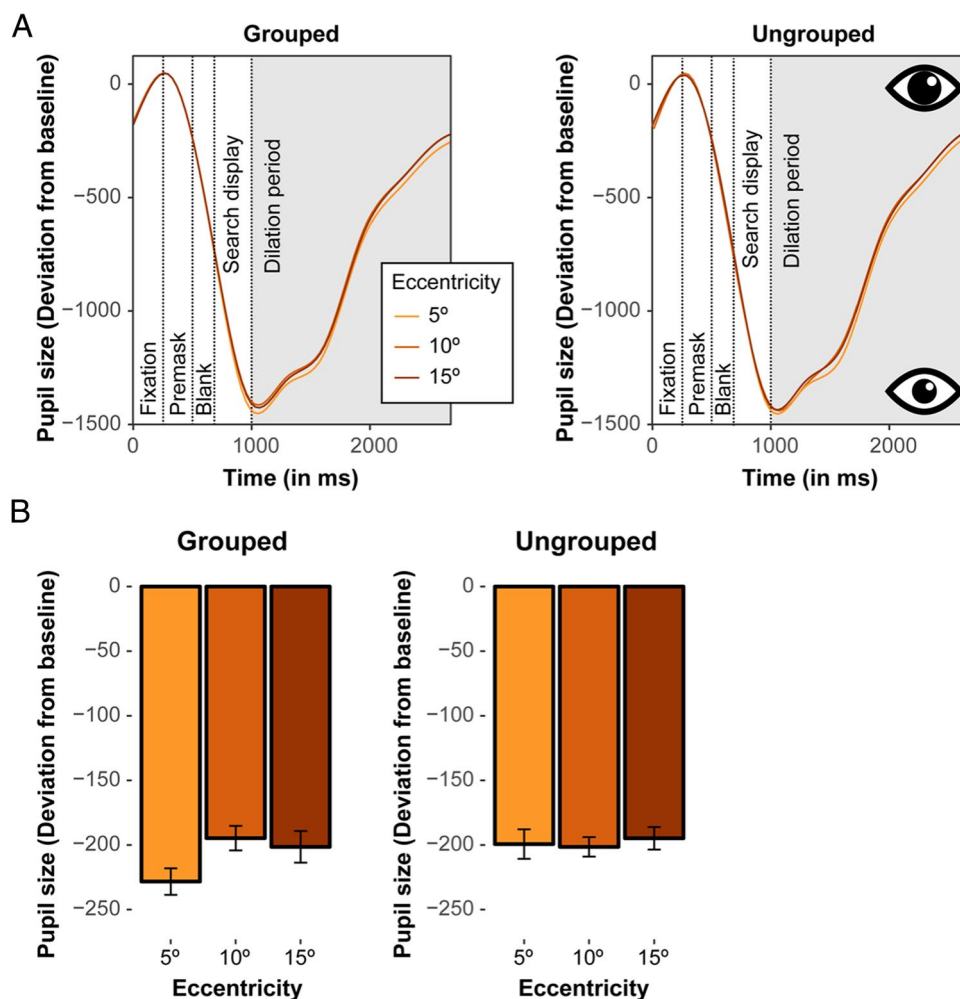 A
Grouped
Ungrouped
Pupil size (Deviation from baseline)
0
−500
−1000
−1500
Fixation
Premask
Blank
Search display
Dilation period
0
1000
2000
Time (in ms)
Eccentricity
5º
10º
15º
Pupil size (Deviation from baseline)
0
−500
−1000
−1500
Fixation
Premask
Blank
Search display
Dilation period
0
1000
2000
Time (in ms)
B
Grouped
Ungrouped
Pupil size (Deviation from baseline)
0
−50
−100
−150
−200
−250
5º 10º 15º
Eccentricity
Pupil size (Deviation from baseline)
0
−50
−100
−150
−200
−250
5º 10º 15º
Eccentricity